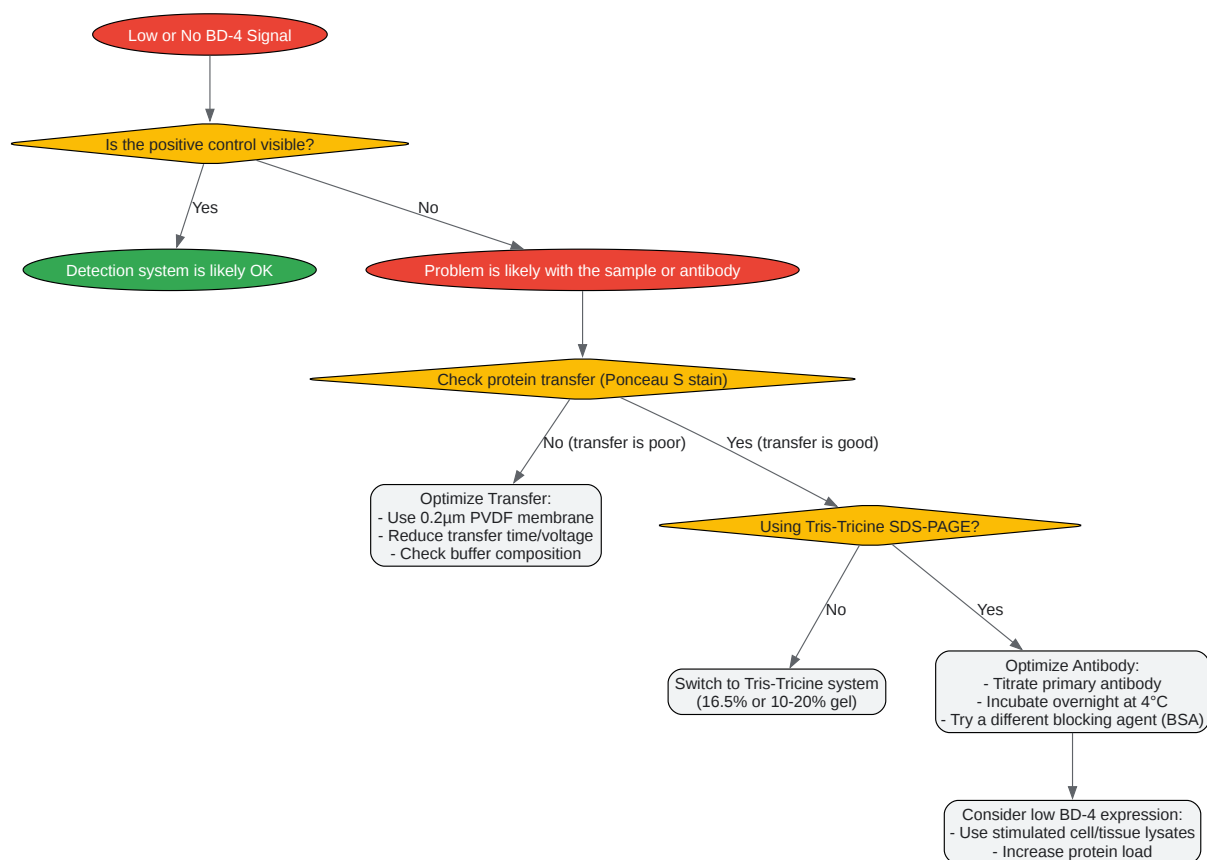 Low or No BD-4 Signal
Is the positive control visible?
Yes
No
Detection system is likely OK
Problem is likely with the sample or antibody
Check protein transfer (Ponceau S stain)
No (transfer is poor)
Yes (transfer is good)
Optimize Transfer:
- Use 0.2µm PVDF membrane
- Reduce transfer time/voltage
- Check buffer composition
Using Tris-Tricine SDS-PAGE?
No
Yes
Switch to Tris-Tricine system
(16.5% or 10-20% gel)
Optimize Antibody:
- Titrate primary antibody
- Incubate overnight at 4°C
- Try a different blocking agent (BSA)
Consider low BD-4 expression:
- Use stimulated cell/tissue lysates
- Increase protein load